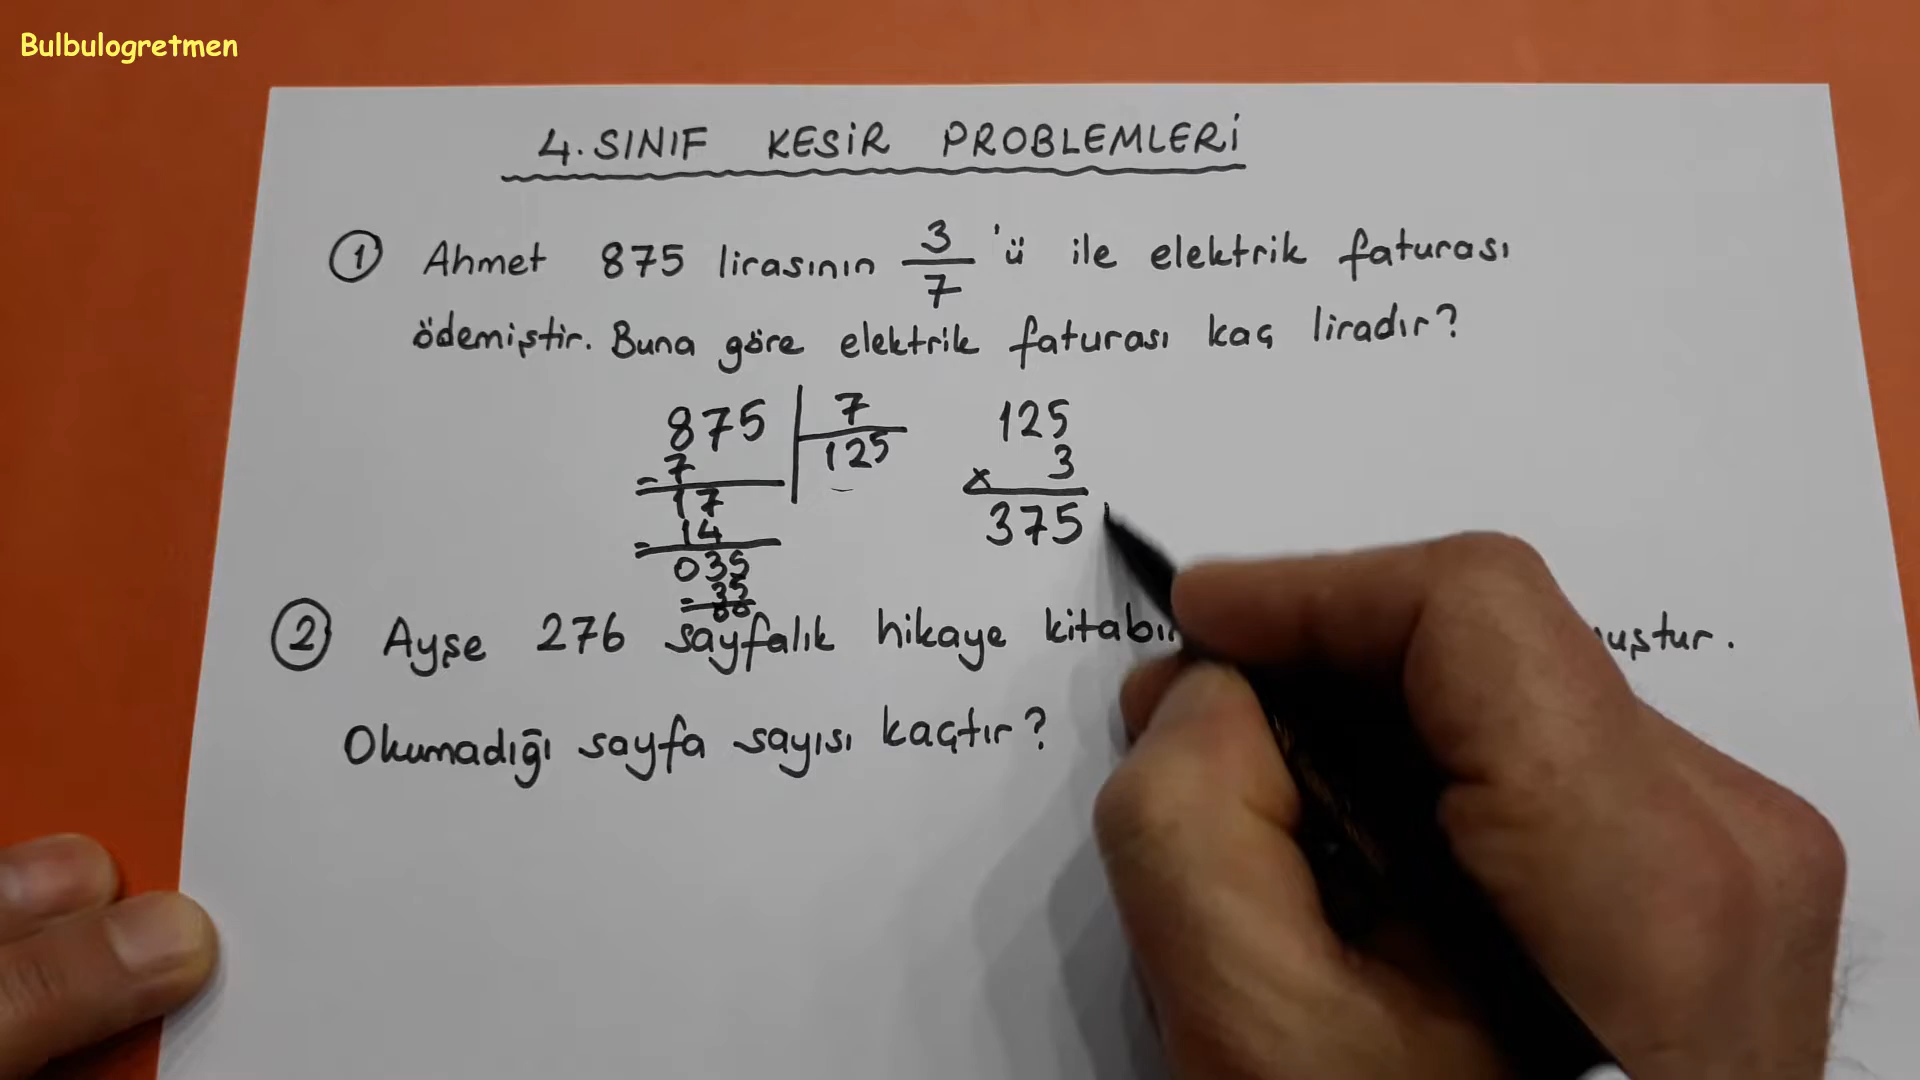 Bulbulogretmen
4. SINIF KESİR PROBLEMLERİ
1 Ahmet 875 lirasının 3/7 'ü ile elektrik faturası
ödemiştir. Buna göre elektrik faturası kaç liradır?
875 7
125
- 7
17
- 14
035
- 35
00
125
x 3
375
2 Ayşe 276 sayfalık hikaye
Okumadığı sayfa sayısı kaçtır?